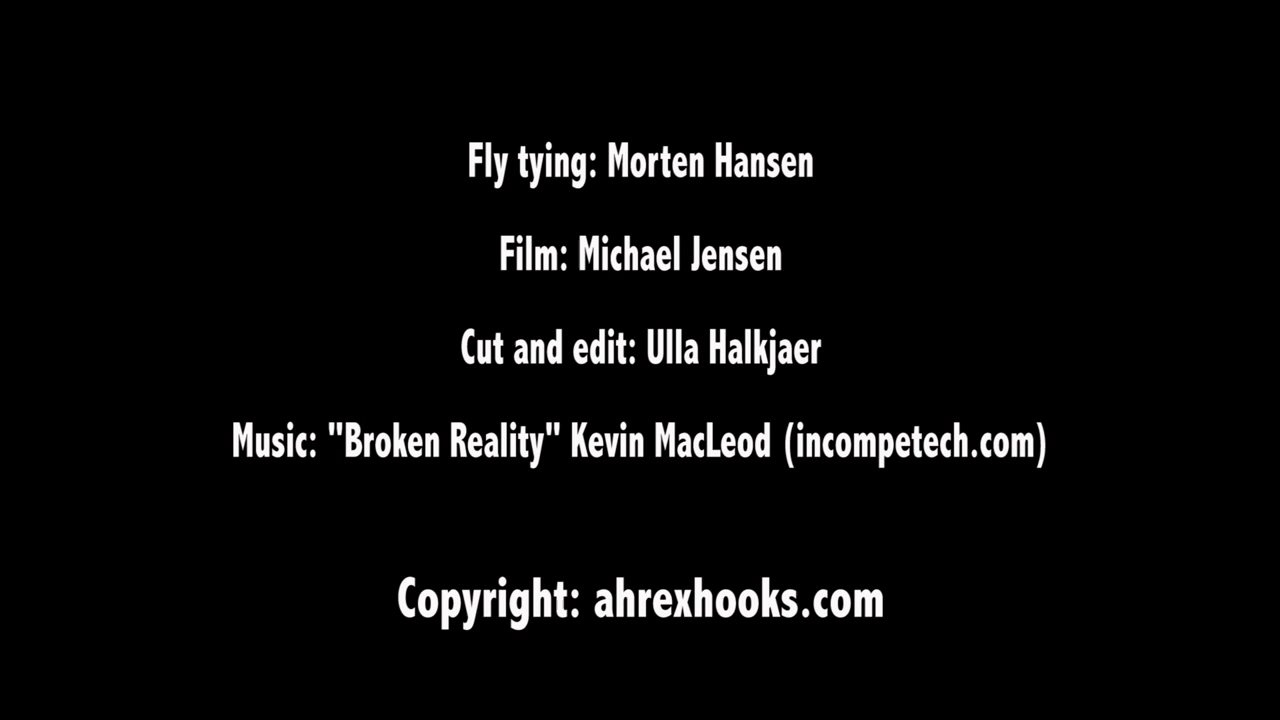 Fly tying: Morten Hansen
Film: Michael Jensen
Cut and edit: Ulla Halkjaer
Music: "Broken Reality" Kevin MacLeod (incompetech.com)
Copyright: ahrexhooks.com